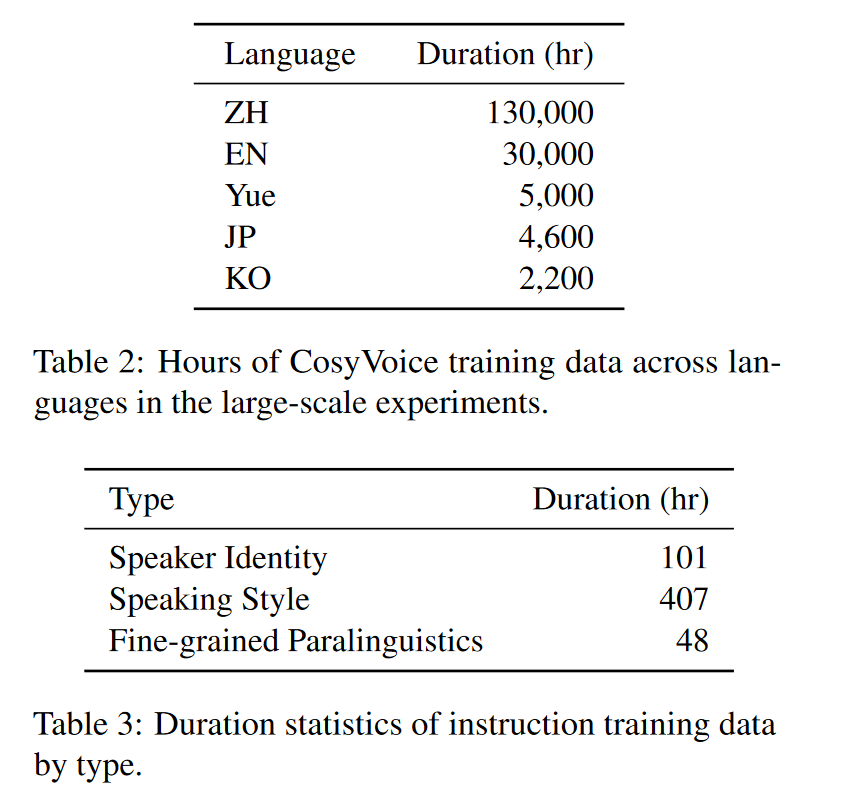 Language Duration (hr)
ZH 130,000
EN 30,000
Yue 5,000
JP 4,600
KO 2,200
Table 2: Hours of CosyVoice training data across lan-
guages in the large-scale experiments.
Type Duration (hr)
Speaker Identity 101
Speaking Style 407
Fine-grained Paralinguistics 48
Table 3: Duration statistics of instruction training data
by type.